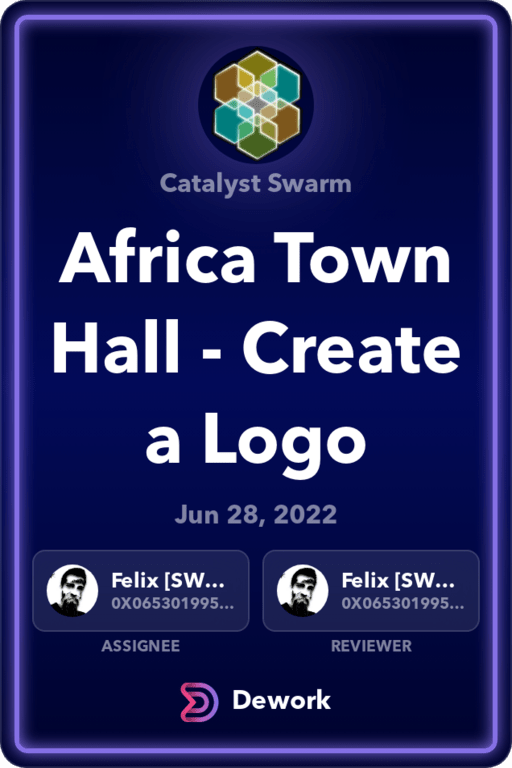 Catalyst Swarm
Africa Town
Hall - Create
a Logo
Jun 28, 2022
Felix [SW...
0X065301995...
Felix [SW...
0X065301995...
ASSIGNEE
REVIEWER
Dework